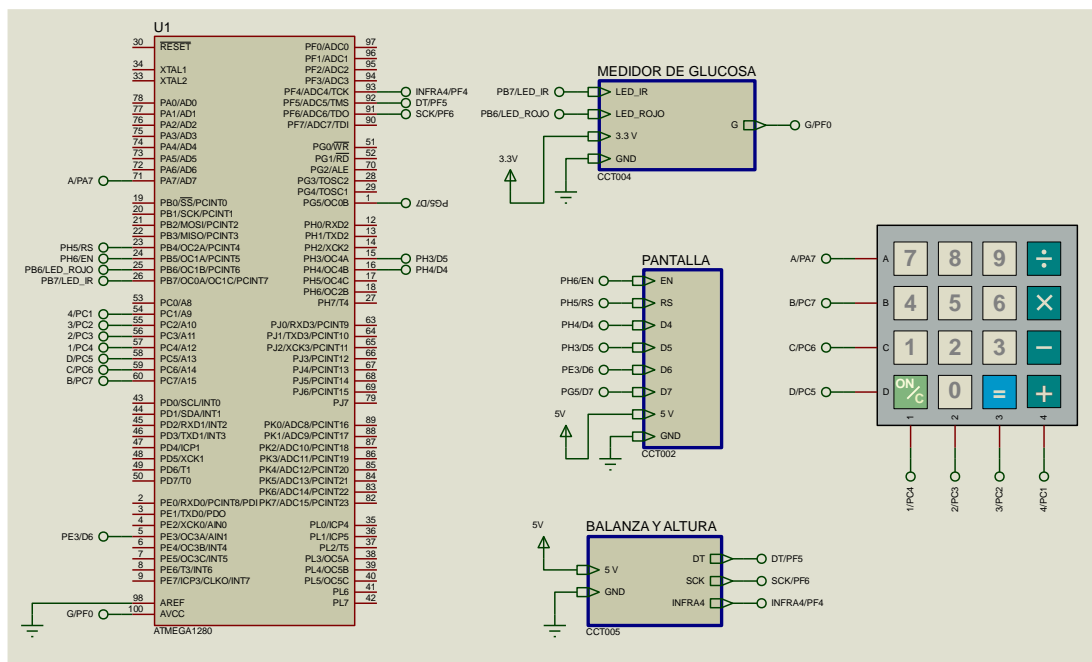 U1
30 RESET
34 XTAL1
33 XTAL2
78 PA0/AD0
77 PA1/AD1
76 PA2/AD2
75 PA3/AD3
74 PA4/AD4
73 PA5/AD5
72 PA6/AD6
A/PA7 71 PA7/AD7
19 PB0/SS/PCINT0
20 PB1/SCK/PCINT1
21 PB2/MOSI/PCINT2
22 PB3/MISO/PCINT3
PH5/RS 23 PB4/OC2A/PCINT4
PH6/EN 24 PB5/OC1A/PCINT5
PB6/LED_ROJO 25 PB6/OC1B/PCINT6
PB7/LED_IR 26 PB7/OC0A/OC1C/PCINT7
53 PC0/A8
4/PC1 54 PC1/A9
3/PC2 55 PC2/A10
2/PC3 56 PC3/A11
1/PC4 57 PC4/A12
D/PC5 58 PC5/A13
C/PC6 59 PC6/A14
B/PC7 60 PC7/A15
43 PD0/SCL/INT0
44 PD1/SDA/INT1
45 PD2/RXD1/INT2
46 PD3/TXD1/INT3
47 PD4/ICP1
48 PD5/XCK1
49 PD6/T1
50 PD7/T0
2 PE0/RXD0/PCINT8/PDI
3 PE1/TXD0/PDO
4 PE2/XCK0/AIN0
PE3/D6 5 PE3/OC3A/AIN1
6 PE4/OC3B/INT4
7 PE5/OC3C/INT5
8 PE6/T3/INT6
9 PE7/ICP3/CLKO/INT7
98 AREF
G/PF0 100 AVCC
ATMEGA1280
PF0/ADC0 97
PF1/ADC1 96
PF2/ADC2 95
PF3/ADC3 94
PF4/ADC4/TCK 93 INFRA4/PF4
PF5/ADC5/TMS 92 DT/PF5
PF6/ADC6/TDO 91 SCK/PF6
PF7/ADC7/TDI 90
PG0/WR 51
PG1/RD 52
PG2/ALE 70
PG3/TOSC2 28
PG4/TOSC1 29
PG5/OC0B 1 PG5/D7
PH0/RXD2 12
PH1/TXD2 13
PH2/XCK2 14
PH3/OC4A 15 PH3/D5
PH4/OC4B 16 PH4/D4
PH5/OC4C 17
PH6/OC2B 18
PH7/T4 27
PJ0/RXD3/PCINT9 63
PJ1/TXD3/PCINT10 64
PJ2/XCK3/PCINT11 65
PJ3/PCINT12 66
PJ4/PCINT13 67
PJ5/PCINT14 68
PJ6/PCINT15 69
PJ7 79
PK0/ADC8/PCINT16 89
PK1/ADC9/PCINT17 88
PK2/ADC10/PCINT18 87
PK3/ADC11/PCINT19 86
PK4/ADC12/PCINT20 85
PK5/ADC13/PCINT21 84
PK6/ADC14/PCINT22 83
PK7/ADC15/PCINT23 82
PL0/ICP4 35
PL1/ICP5 36
PL2/T5 37
PL3/OC5A 38
PL4/OC5B 39
PL5/OC5C 40
PL6 41
PL7 42
MEDIDOR DE GLUCOSA
PB7/LED_IR LED_IR
PB6/LED_ROJO LED_ROJO
G G/PF0
3.3 V
3.3V GND
CCT004
PANTALLA
PH6/EN EN
PH5/RS RS
PH4/D4 D4
PH3/D5 D5
PE3/D6 D6
PG5/D7 D7
5V 5 V
GND
CCT002
BALANZA Y ALTURA
5V
5 V
GND
DT DT/PF5
SCK SCK/PF6
INFRA4 INFRA4/PF4
CCT005
A/PA7 A 7 8 9 ÷
B/PC7 B 4 5 6 ×
C/PC6 C 1 2 3 −
D/PC5 D ON/C 0 = +
1 2 3 4
1/PC4 2/PC3 3/PC2 4/PC1